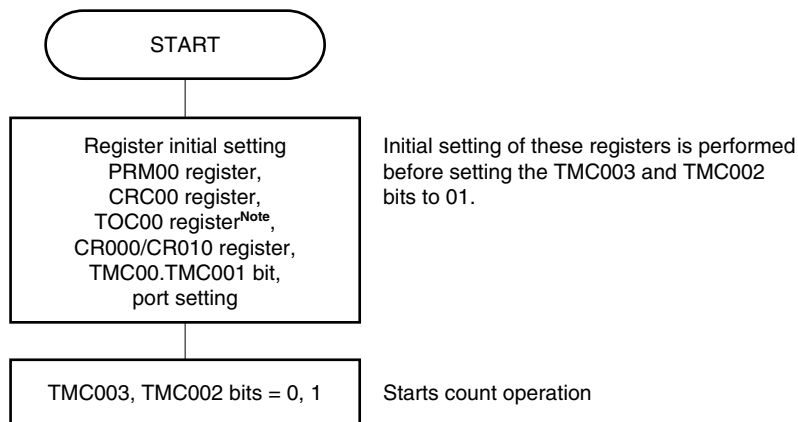 START
Register initial setting
PRM00 register,
CRC00 register,
TOC00 registerNote,
CR000/CR010 register,
TMC00.TMC001 bit,
port setting
Initial setting of these registers is performed
before setting the TMC003 and TMC002
bits to 01.
TMC003, TMC002 bits = 0, 1
Starts count operation